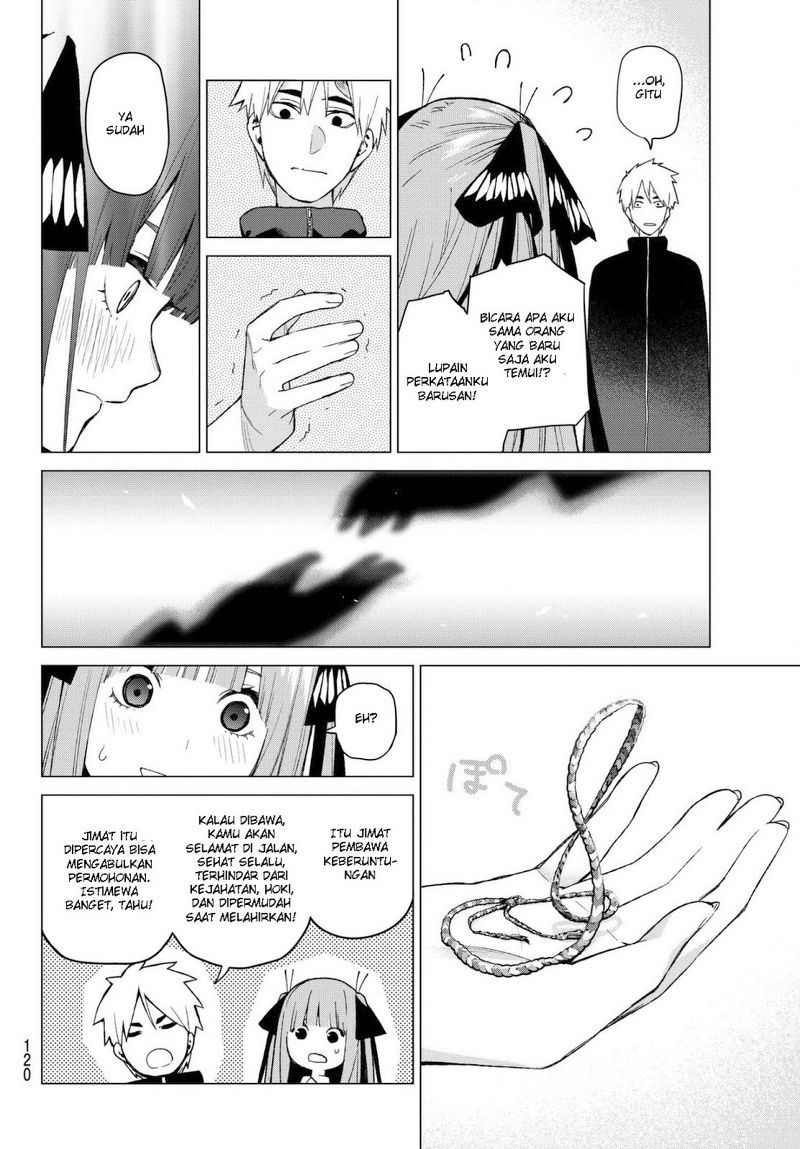 ...OH,
GITU
BICARA APA AKU
SAMA ORANG
YANG BARU
SAJA AKU
TEMUI!?
LUPAIN
PERKATAANKU
BARUSAN!
YA
SUDAH
ぽて
EH?
ITU JIMAT
PEMBAWA
KEBERUNTU-
NGAN
KALAU DIBAWA,
KAMU AKAN
SELAMAT DI JALAN,
SEHAT SELALU,
TERHINDAR DARI
KEJAHATAN, HOKI,
DAN DIPERMUDAH
SAAT MELAHIRKAN!
JIMAT ITU
DIPERCAYA BISA
MENGABULKAN
PERMOHONAN.
ISTIMEWA
BANGET, TAHU!
120